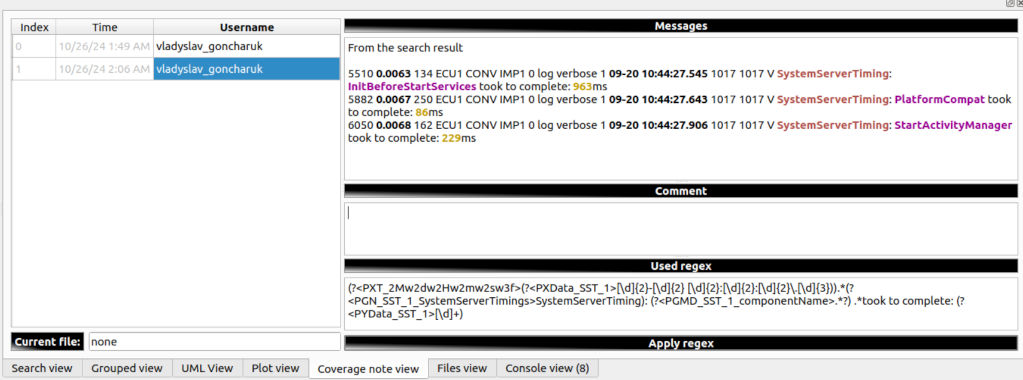 Index Time Username
0 10/26/24 1:49 AM vladyslav_goncharuk
1 10/26/24 2:06 AM vladyslav_goncharuk
Current file: none
Messages
From the search result
5510 0.0063 134 ECU1 CONV IMP1 0 log verbose 1 09-20 10:44:27.545 1017 1017 V SystemServerTiming:
InitBeforeStartServices took to complete: 963ms
5882 0.0067 250 ECU1 CONV IMP1 0 log verbose 1 09-20 10:44:27.643 1017 1017 V SystemServerTiming: PlatformCompat took
to complete: 86ms
6050 0.0068 162 ECU1 CONV IMP1 0 log verbose 1 09-20 10:44:27.906 1017 1017 V SystemServerTiming: StartActivityManager
took to complete: 229ms
Comment
Used regex
(?<PXT_2Mw2dw2Hw2mw2sw3f>(?<PXData_SST_1>[\d]{2}-[\d]{2} [\d]{2}:[\d]{2}:[\d]{2}\.[\d]{3})).*(?
<PGN_SST_1_SystemServerTimings>SystemServerTiming): (?<PGMD_SST_1_componentName>.*?) .*took to complete: (?
<PYData_SST_1>[\d]+)
Apply regex
Search view Grouped view UML View Plot view Coverage note view Files view Console view (8)